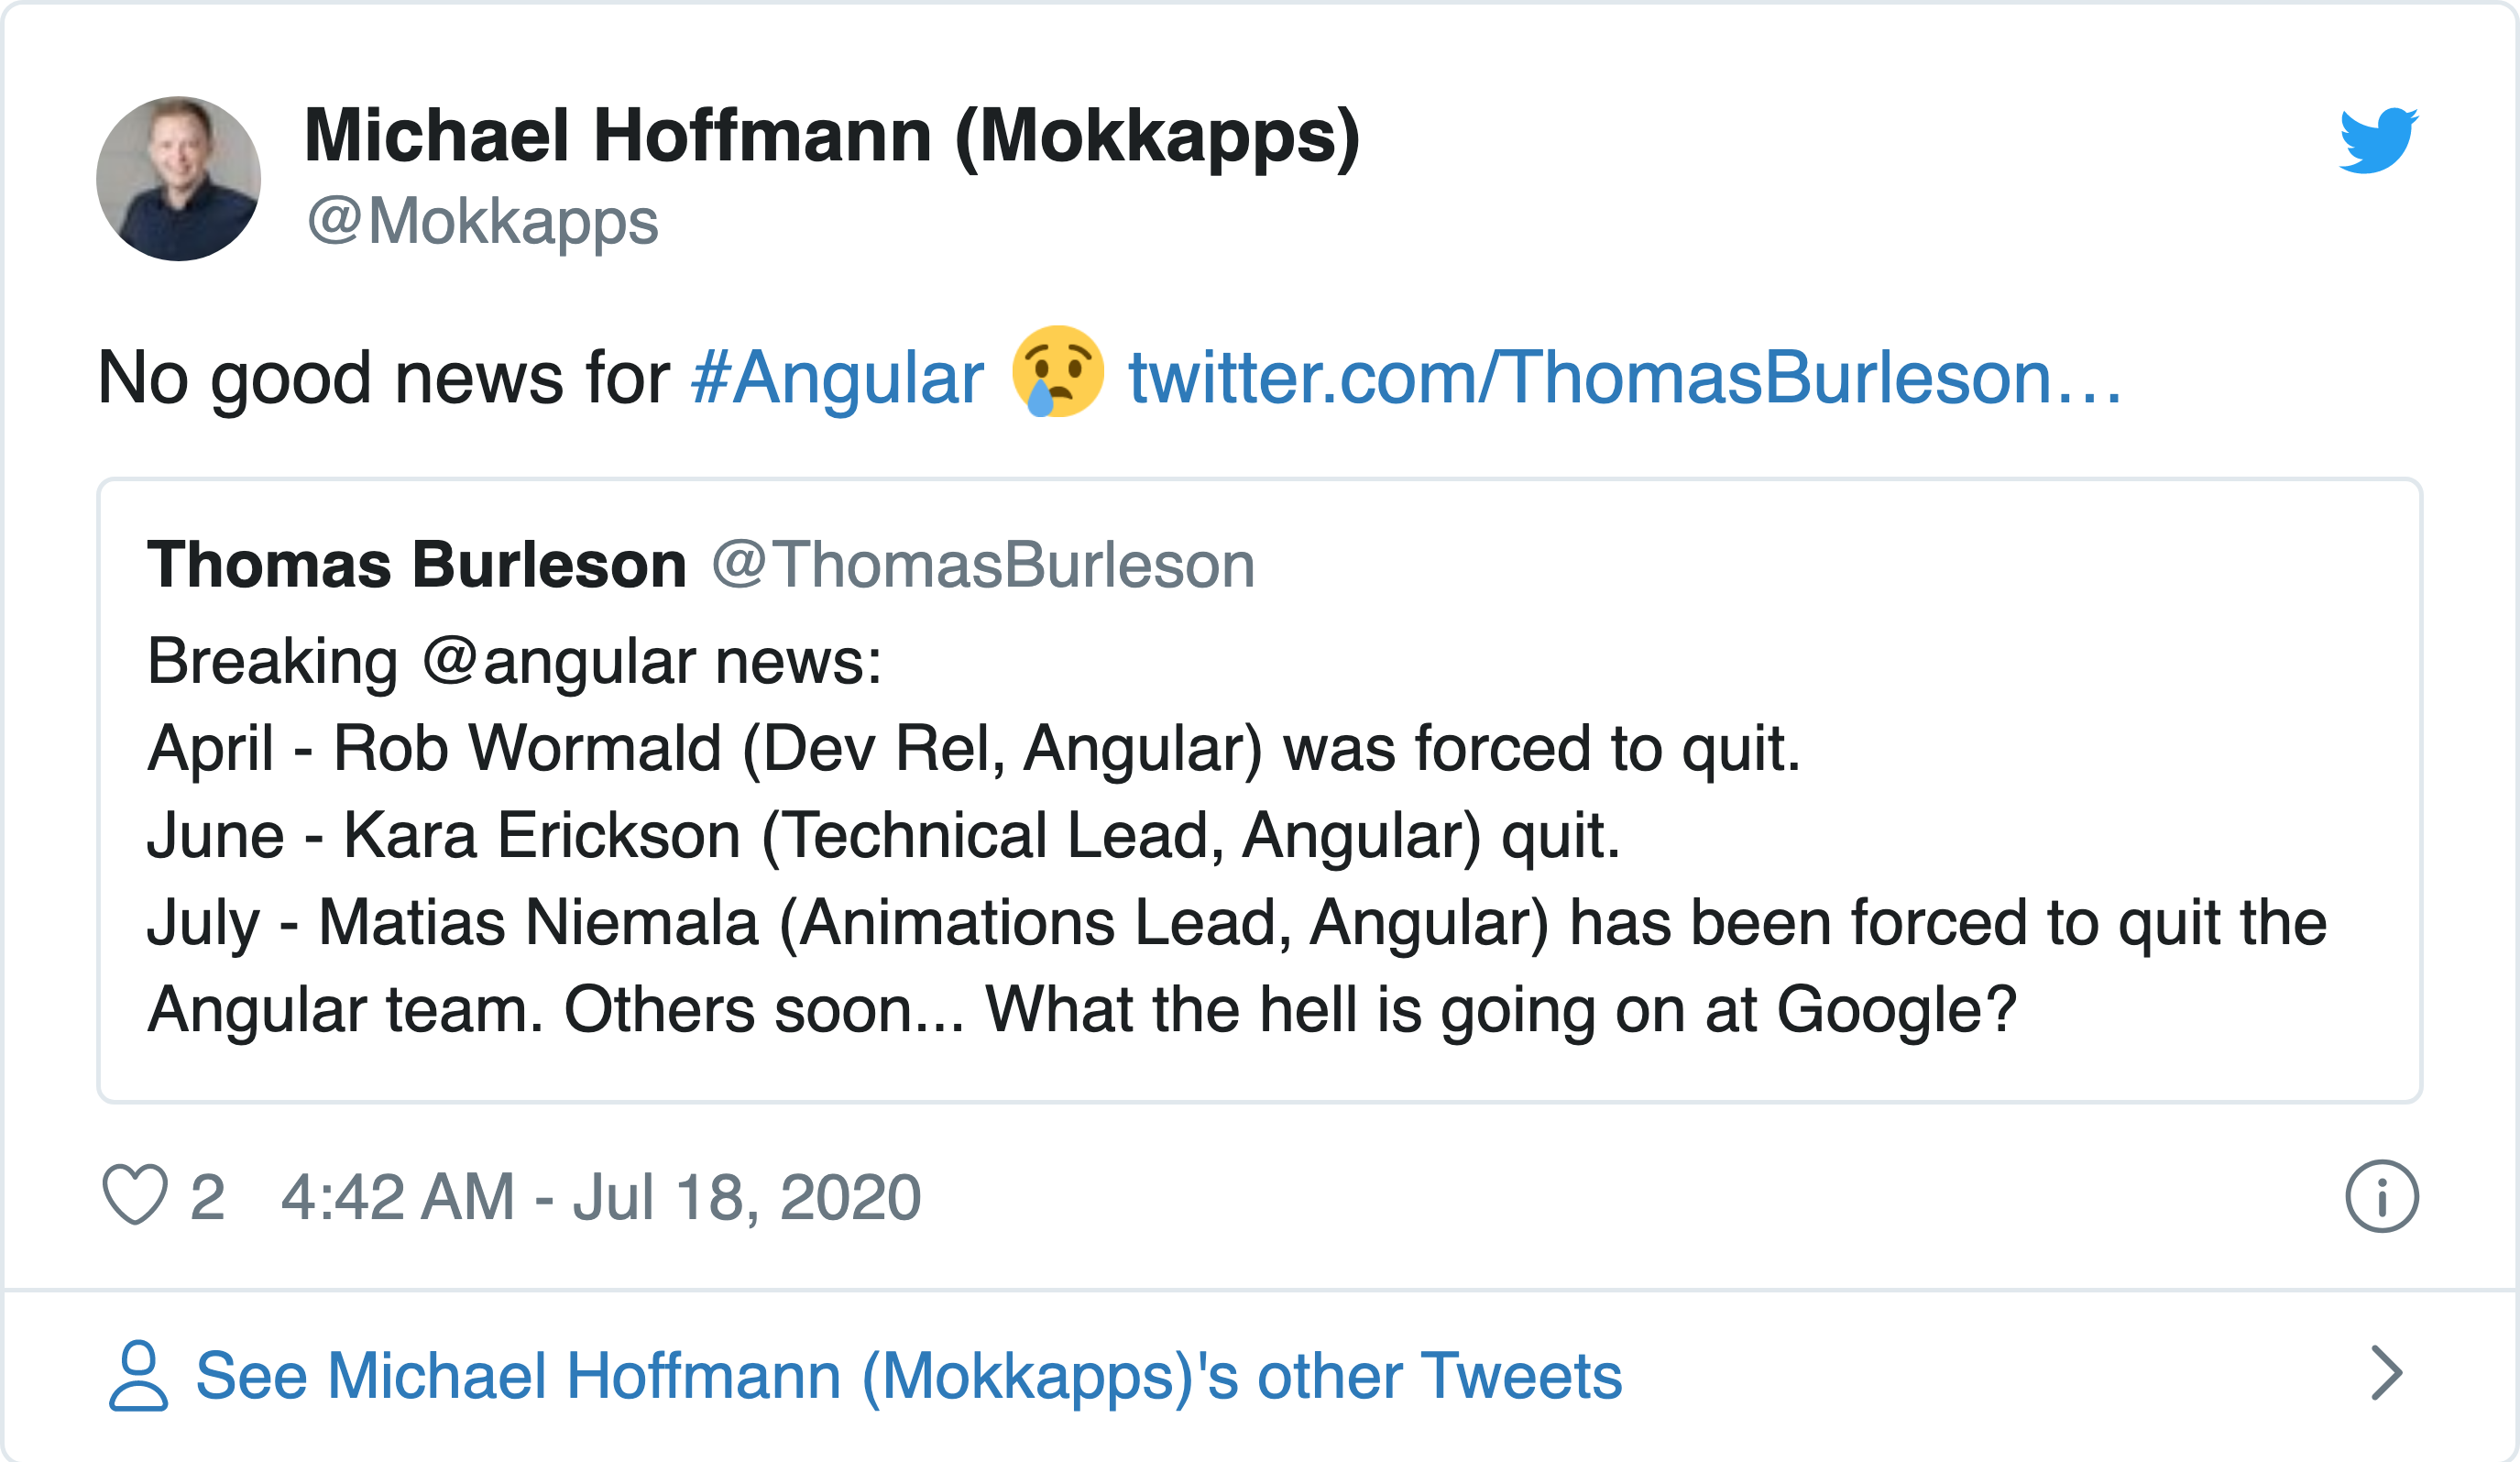 Michael Hoffmann (Mokkapps)
@Mokkapps
No good news for #Angular 😢 twitter.com/ThomasBurleson…
Thomas Burleson @ThomasBurleson
Breaking @angular news:
April - Rob Wormald (Dev Rel, Angular) was forced to quit.
June - Kara Erickson (Technical Lead, Angular) quit.
July - Matias Niemala (Animations Lead, Angular) has been forced to quit the
Angular team. Others soon... What the hell is going on at Google?
2 4:42 AM - Jul 18, 2020
See Michael Hoffmann (Mokkapps)'s other Tweets